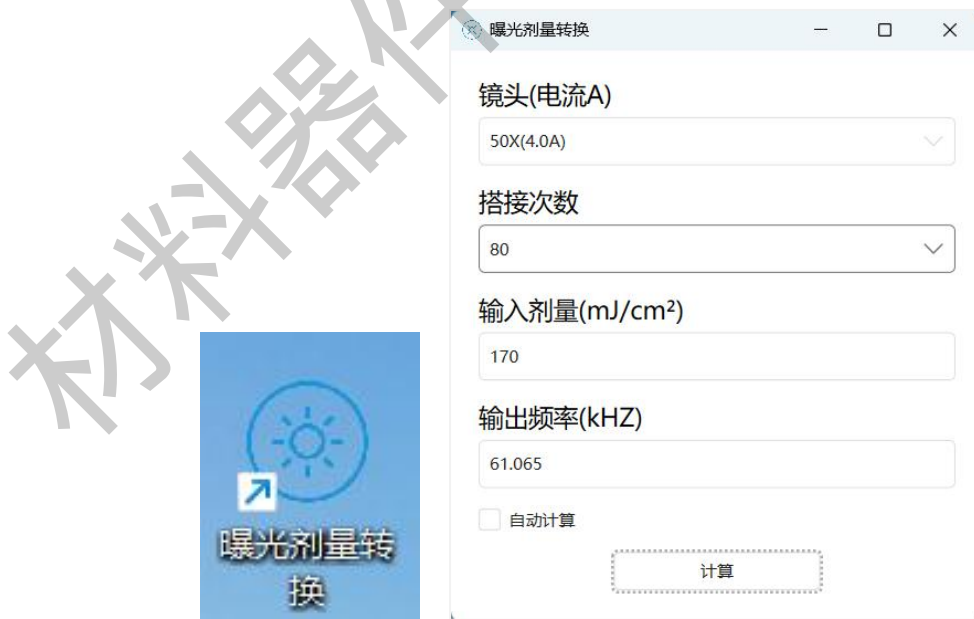 曝光剂量转换
镜头(电流A)
50X(4.0A)
搭接次数
80
输入剂量(mJ/cm²)
170
输出频率(kHZ)
61.065
自动计算
计算
曝光剂量转
换
材料器件